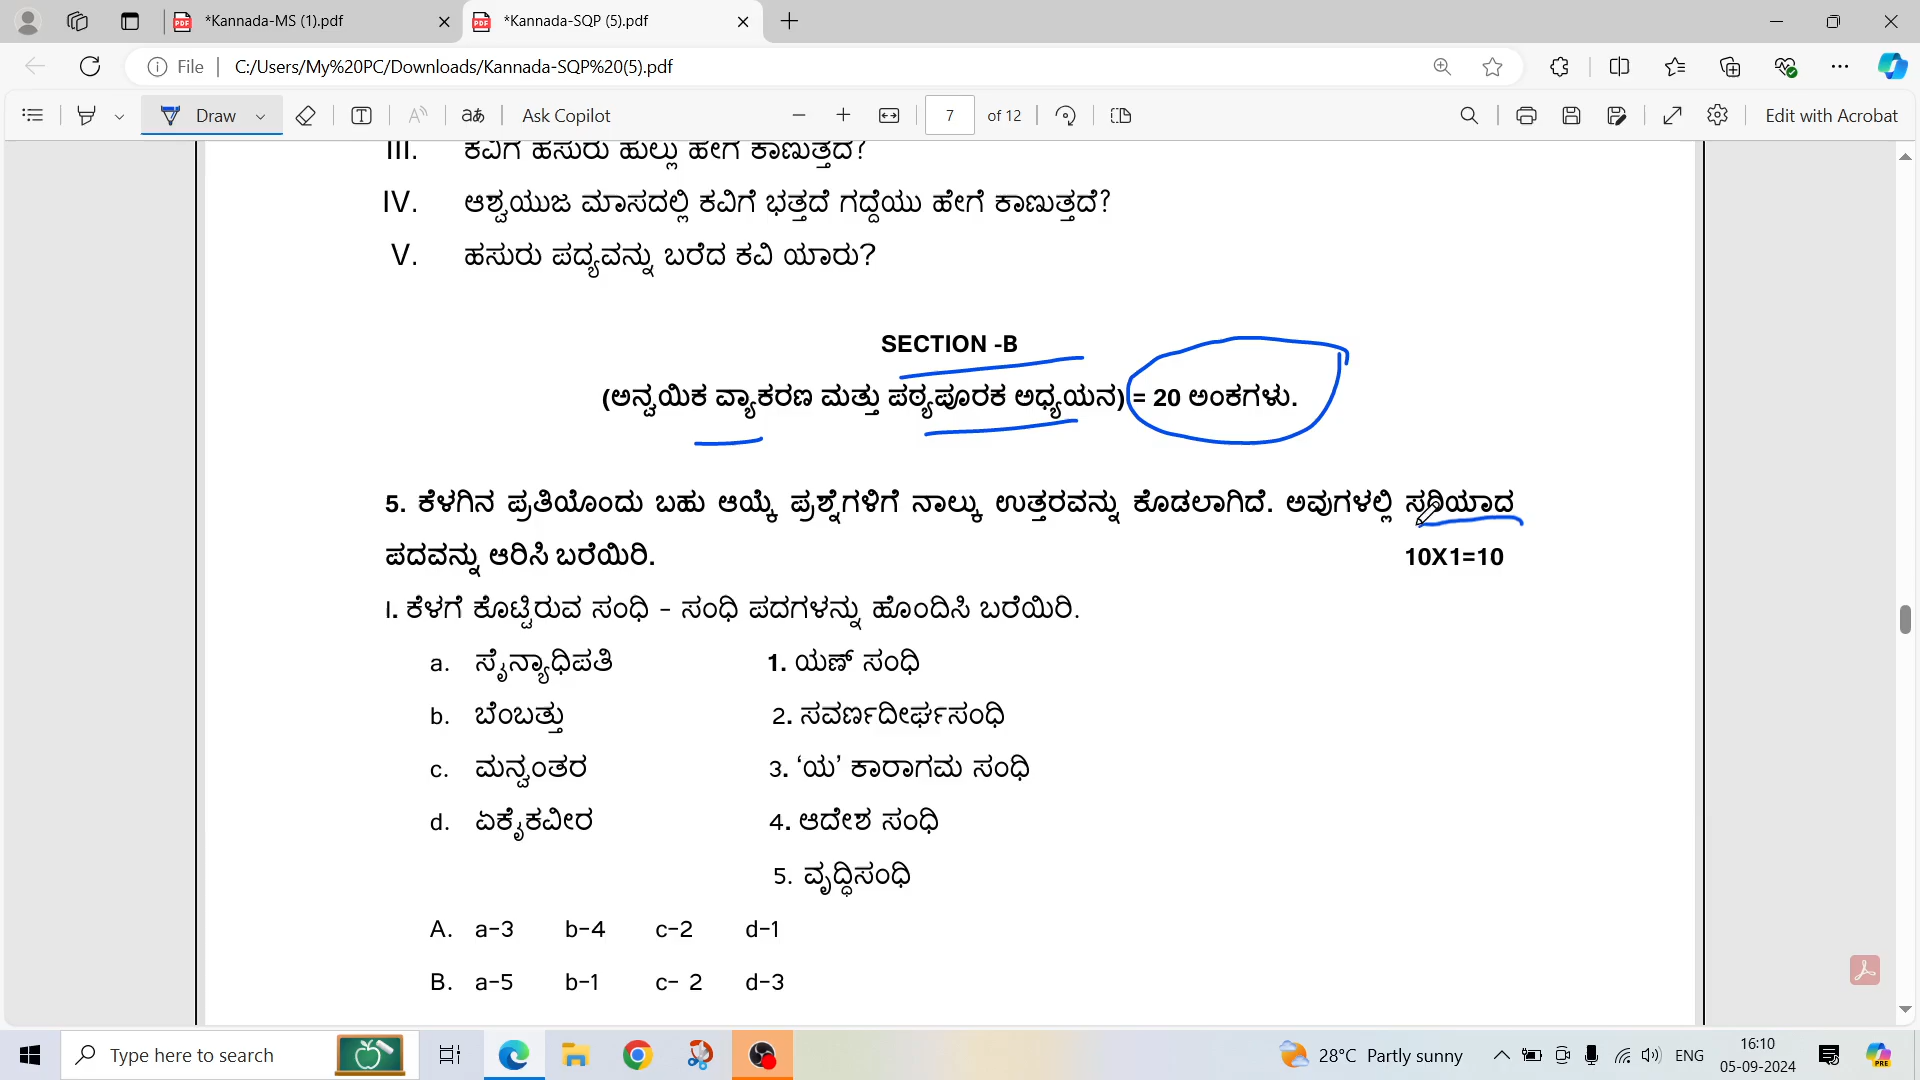 *Kannada-MS (1).pdf
*Kannada-SQP (5).pdf
File
C:/Users/My%20PC/Downloads/Kannada-SQP%20(5).pdf
Draw
Ask Copilot
7 of 12
Edit with Acrobat
III. ಕವಿಗೆ ಹಸುರು ಹುಲ್ಲು ಹೇಗೆ ಕಾಣುತ್ತದೆ?
IV. ಆಶ್ವಯುಜ ಮಾಸದಲ್ಲಿ ಕವಿಗೆ ಭತ್ತದೆ ಗದ್ದೆಯು ಹೇಗೆ ಕಾಣುತ್ತದೆ?
V. ಹಸುರು ಪದ್ಯವನ್ನು ಬರೆದ ಕವಿ ಯಾರು?
SECTION -B
(ಅನ್ವಯಿಕ ವ್ಯಾಕರಣ ಮತ್ತು ಪಠ್ಯಪೂರಕ ಅಧ್ಯಯನ) = 20 ಅಂಕಗಳು.
5. ಕೆಳಗಿನ ಪ್ರತಿಯೊಂದು ಬಹು ಆಯ್ಕೆ ಪ್ರಶ್ನೆಗಳಿಗೆ ನಾಲ್ಕು ಉತ್ತರವನ್ನು ಕೊಡಲಾಗಿದೆ. ಅವುಗಳಲ್ಲಿ ಸರಿಯಾದ
ಪದವನ್ನು ಆರಿಸಿ ಬರೆಯಿರಿ. 10X1=10
I. ಕೆಳಗೆ ಕೊಟ್ಟಿರುವ ಸಂಧಿ – ಸಂಧಿ ಪದಗಳನ್ನು ಹೊಂದಿಸಿ ಬರೆಯಿರಿ.
a. ಸೈನ್ಯಾಧಿಪತಿ 1. ಯಣ್ ಸಂಧಿ
b. ಬೆಂಬತ್ತು 2. ಸವರ್ಣದೀರ್ಘಸಂಧಿ
c. ಮನ್ವಂತರ 3. ‘ಯ’ ಕಾರಾಗಮ ಸಂಧಿ
d. ಏಕೈಕವೀರ 4. ಆದೇಶ ಸಂಧಿ
5. ವೃದ್ಧಿಸಂಧಿ
A. a-3 b-4 c-2 d-1
B. a-5 b-1 c- 2 d-3
Type here to search
28°C Partly sunny
ENG
16:10
05-09-2024